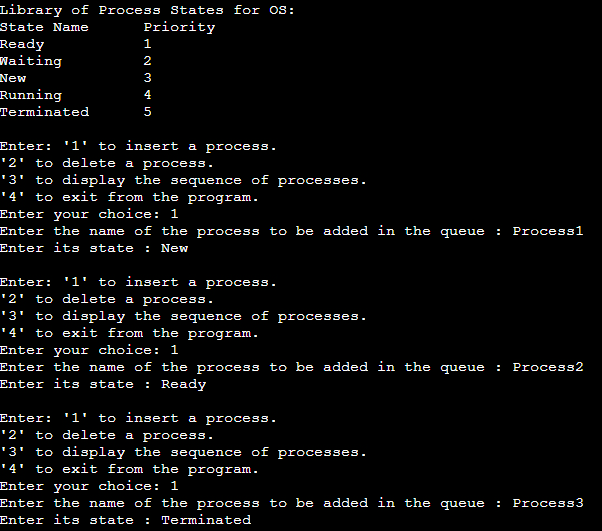 Library of Process States for OS:
State Name      Priority
Ready           1
Waiting         2
New             3
Running         4
Terminated      5
Enter: '1' to insert a process.
'2' to delete a process.
'3' to display the sequence of processes.
'4' to exit from the program.
Enter your choice: 1
Enter the name of the process to be added in the queue : Process1
Enter its state : New
Enter: '1' to insert a process.
'2' to delete a process.
'3' to display the sequence of processes.
'4' to exit from the program.
Enter your choice: 1
Enter the name of the process to be added in the queue : Process2
Enter its state : Ready
Enter: '1' to insert a process.
'2' to delete a process.
'3' to display the sequence of processes.
'4' to exit from the program.
Enter your choice: 1
Enter the name of the process to be added in the queue : Process3
Enter its state : Terminated